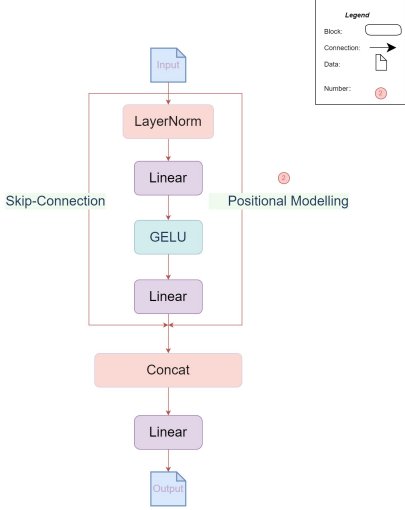 Legend
Block:
Connection:
Data:
Number:
2
Input
LayerNorm
Linear
2
Skip-Connection
Positional Modelling
GELU
Linear
Concat
Linear
Output